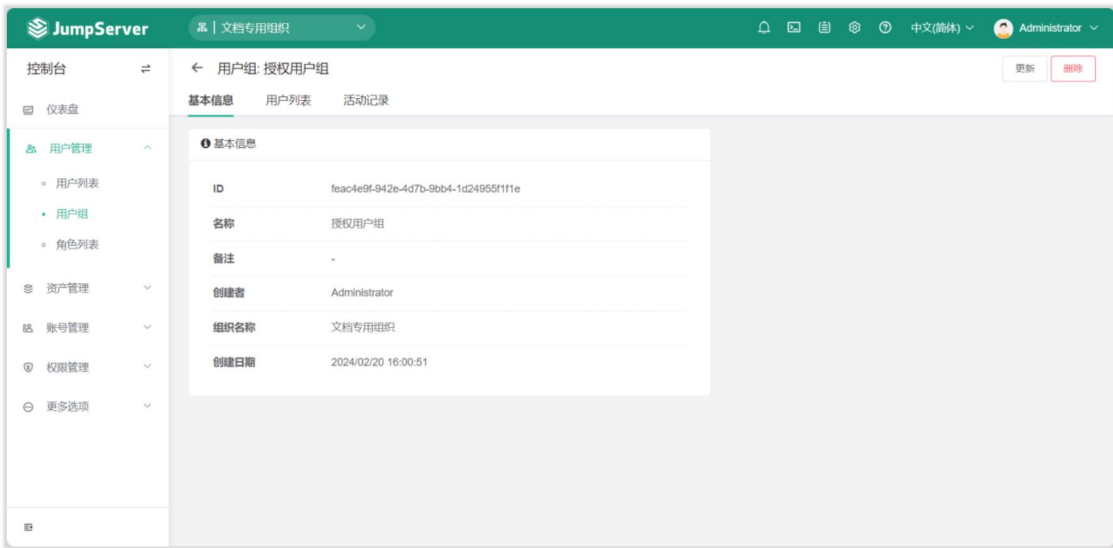 JumpServer
文档专用组织
中文(简体)
Administrator
控制台
← 用户组: 授权用户组
更新
删除
基本信息
用户列表
活动记录
仪表盘
用户管理
用户列表
用户组
角色列表
资产管理
账号管理
权限管理
更多选项
基本信息
ID feac4e9f-942e-4d7b-9bb4-1d24955f1f1e
名称 授权用户组
备注 -
创建者 Administrator
组织名称 文档专用组织
创建日期 2024/02/20 16:00:51